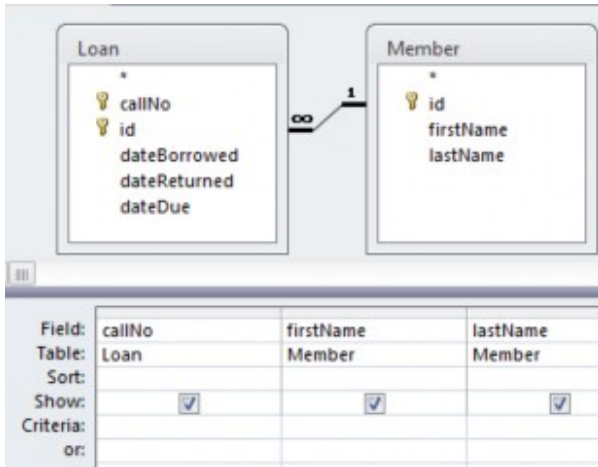 Loan
*
callNo
id
dateBorrowed
dateReturned
dateDue
∞ 1
Member
*
id
firstName
lastName
Field: callNo firstName lastName
Table: Loan Member Member
Sort:
Show:
Criteria:
or: